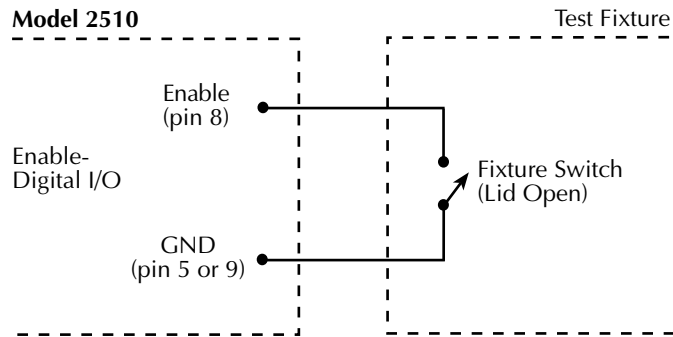 Model 2510
Test Fixture
Enable
(pin 8)
Enable-
Digital I/O
Fixture Switch
(Lid Open)
GND
(pin 5 or 9)